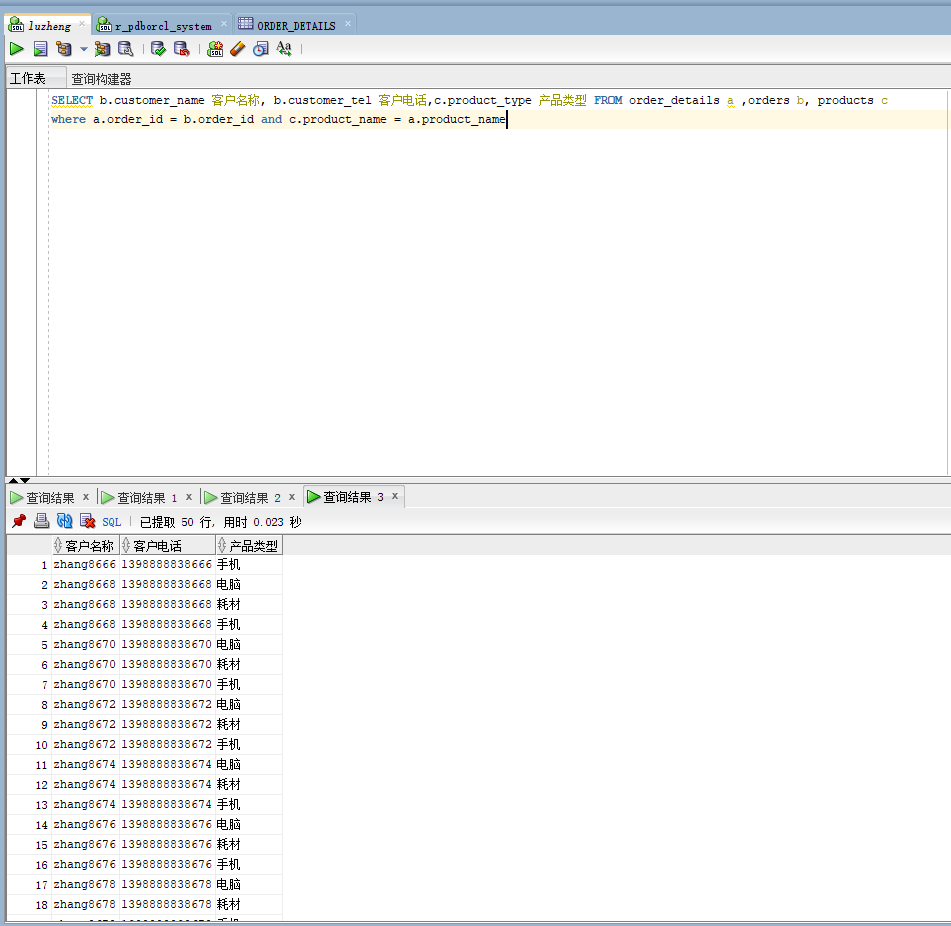 luzheng r_pdborcl_system ORDER_DETAILS
工作表 查询构建器
SELECT b.customer_name 客户名称, b.customer_tel 客户电话,c.product_type 产品类型 FROM order_details a ,orders b, products c
where a.order_id = b.order_id and c.product_name = a.product_name
查询结果 x 查询结果 1 x 查询结果 2 x 查询结果 3 x
SQL 已提取 50 行, 用时 0.023 秒
客户名称 客户电话 产品类型
1 zhang8666 1398888838666 手机
2 zhang8668 1398888838668 电脑
3 zhang8668 1398888838668 耗材
4 zhang8668 1398888838668 手机
5 zhang8670 1398888838670 电脑
6 zhang8670 1398888838670 耗材
7 zhang8670 1398888838670 手机
8 zhang8672 1398888838672 电脑
9 zhang8672 1398888838672 耗材
10 zhang8672 1398888838672 手机
11 zhang8674 1398888838674 电脑
12 zhang8674 1398888838674 耗材
13 zhang8674 1398888838674 手机
14 zhang8676 1398888838676 电脑
15 zhang8676 1398888838676 耗材
16 zhang8676 1398888838676 手机
17 zhang8678 1398888838678 电脑
18 zhang8678 1398888838678 耗材